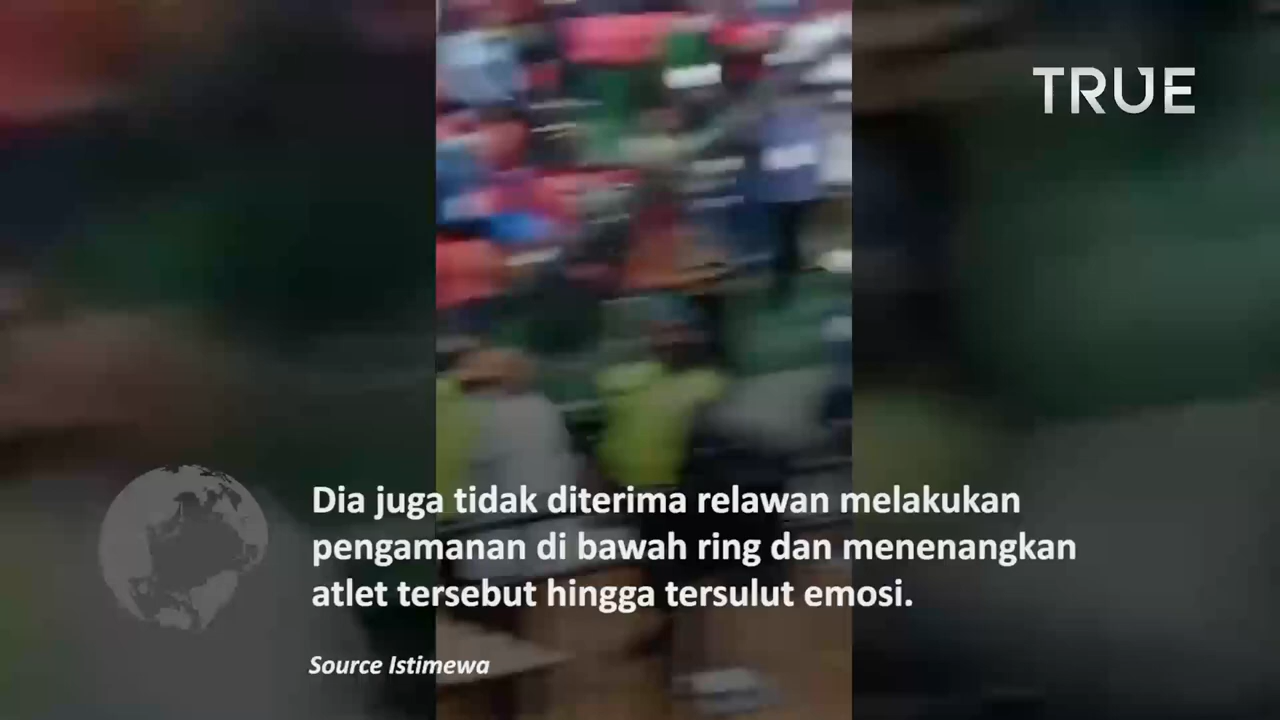 TRUE
Dia juga tidak diterima relawan melakukan
pengamanan di bawah ring dan menenangkan
atlet tersebut hingga tersulut emosi.
Source Istimewa